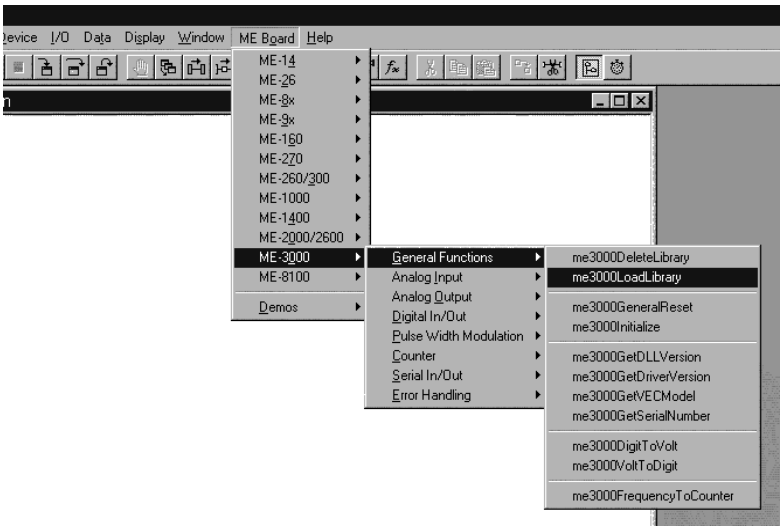 Device I/O Data Display Window ME Board Help
ME-14
ME-26
ME-8x
ME-9x
ME-160
ME-270
ME-260/300
ME-1000
ME-1400
ME-2000/2600
ME-3000
ME-8100
Demos
General Functions
Analog Input
Analog Output
Digital In/Out
Pulse Width Modulation
Counter
Serial In/Out
Error Handling
me3000DeleteLibrary
me3000LoadLibrary
me3000GeneralReset
me3000Initialize
me3000GetDLLVersion
me3000GetDriverVersion
me3000GetVECModel
me3000GetSerialNumber
me3000DigitToVolt
me3000VoltToDigit
me3000FrequencyToCounter